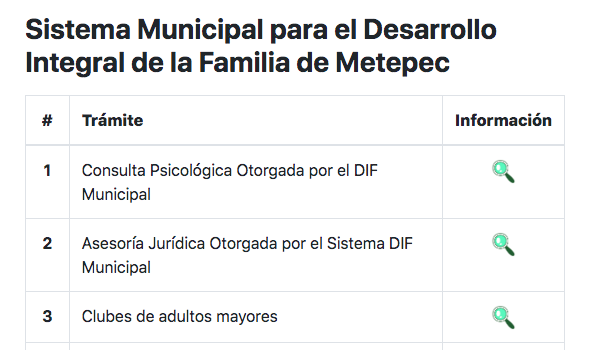 Sistema Municipal para el Desarrollo
Integral de la Familia de Metepec
# Trámite Información
1 Consulta Psicológica Otorgada por el DIF
Municipal
2 Asesoría Jurídica Otorgada por el Sistema DIF
Municipal
3 Clubes de adultos mayores